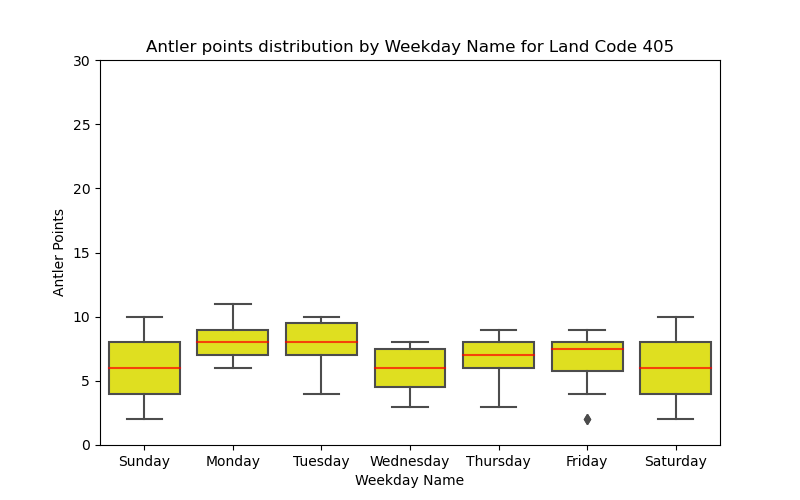 Antler points distribution by Weekday Name for Land Code 405
30
25
20
15
10
5
0
Antler Points
Sunday Monday Tuesday Wednesday Thursday Friday Saturday
Weekday Name